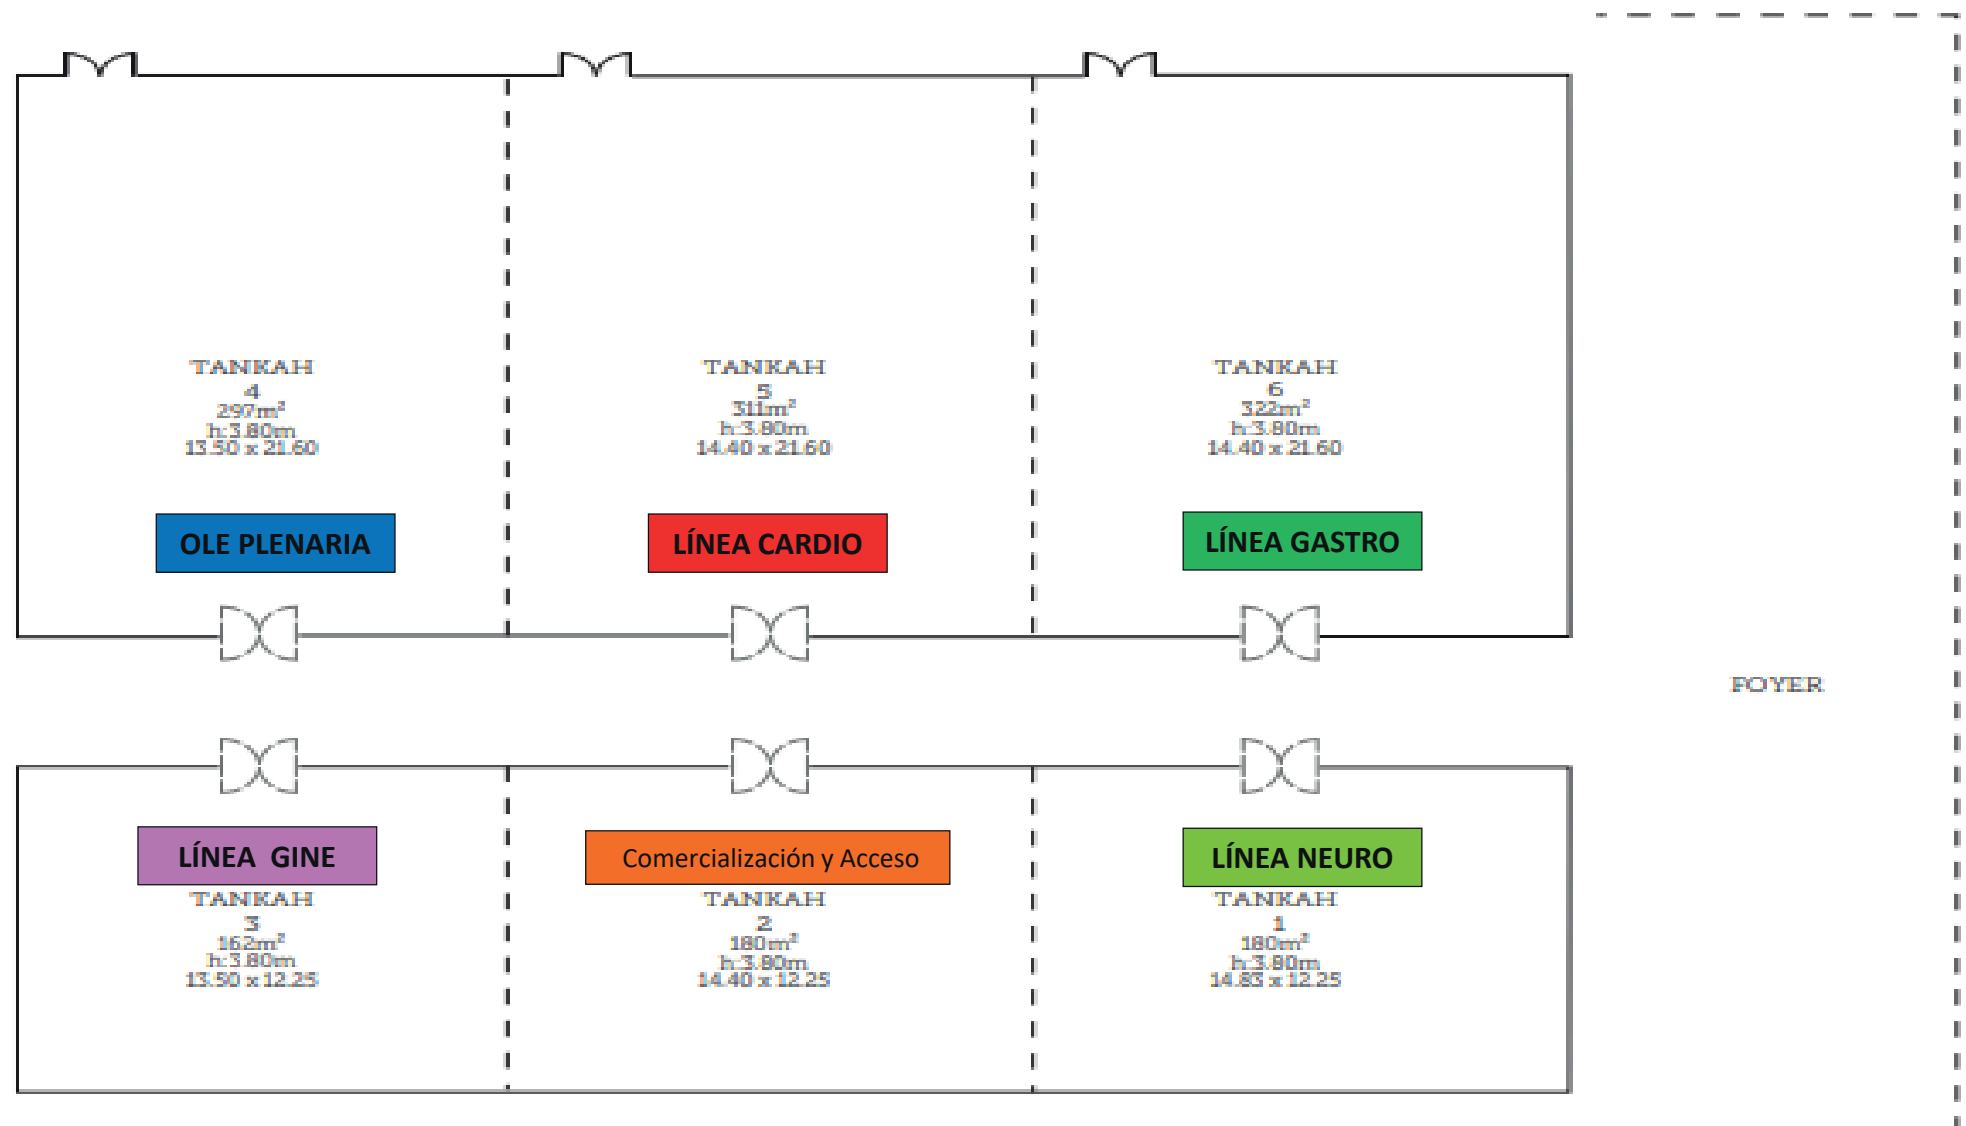 TANKAH
4
297m²
h:3.80m
13.50 x 21.60
OLE PLENARIA
TANKAH
5
311m²
h:3.80m
14.40 x 21.60
LÍNEA CARDIO
TANKAH
6
322m²
h:3.80m
14.40 x 21.60
LÍNEA GASTRO
FOYER
LÍNEA GINE
TANKAH
3
162m²
h:3.80m
13.50 x 12.25
Comercialización y Acceso
TANKAH
2
180m²
h:3.80m
14.40 x 12.25
LÍNEA NEURO
TANKAH
1
180m²
h:3.80m
14.83 x 12.25